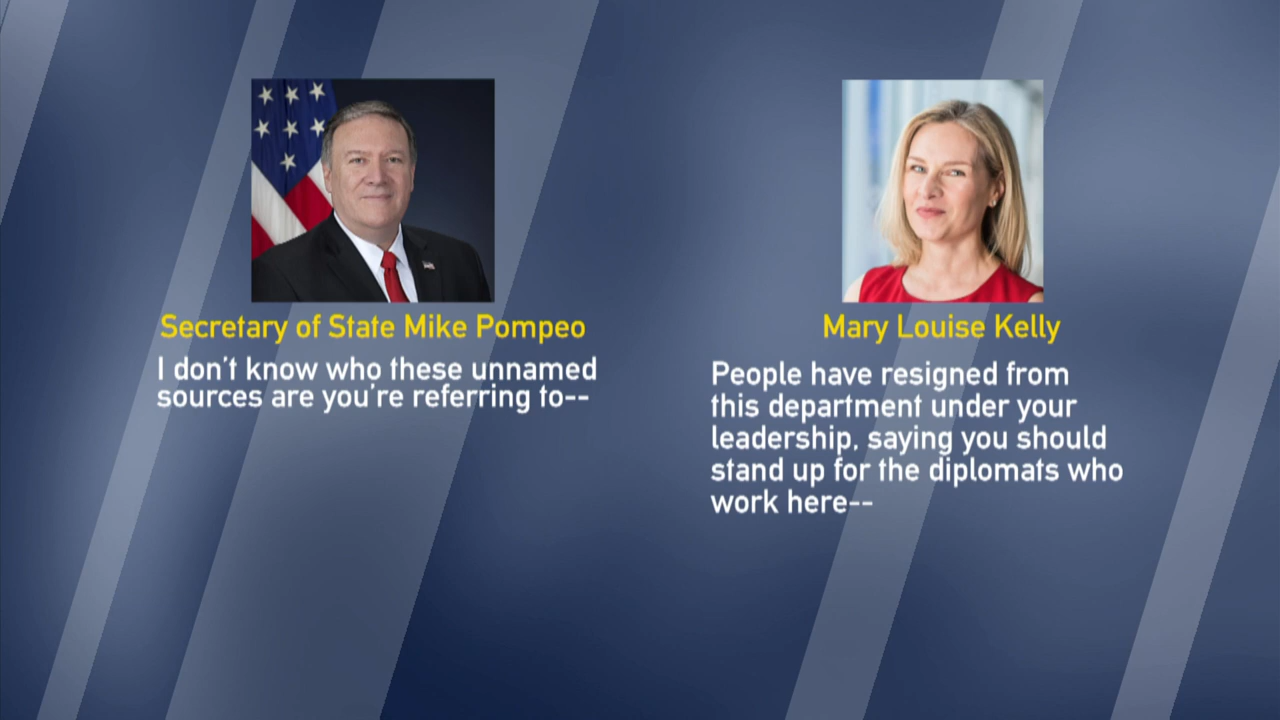 Secretary of State Mike Pompeo
I don't know who these unnamed
sources are you're referring to--
Mary Louise Kelly
People have resigned from
this department under your
leadership, saying you should
stand up for the diplomats who
work here--